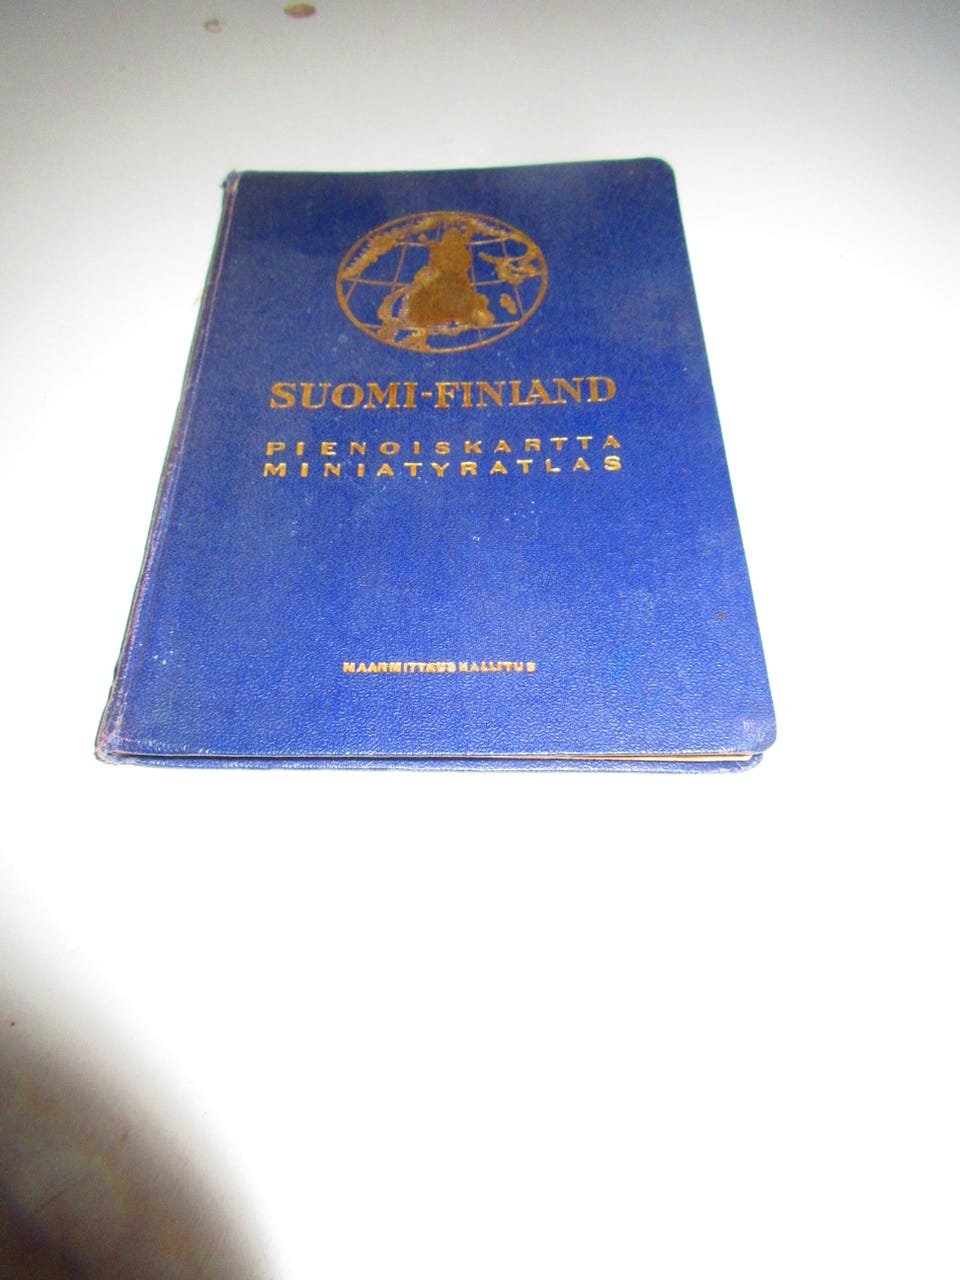 SUOMI-FINLAND
PIENOISKARTTA
MINIATYRATLAS
MAANMITTAUSHALLITUS